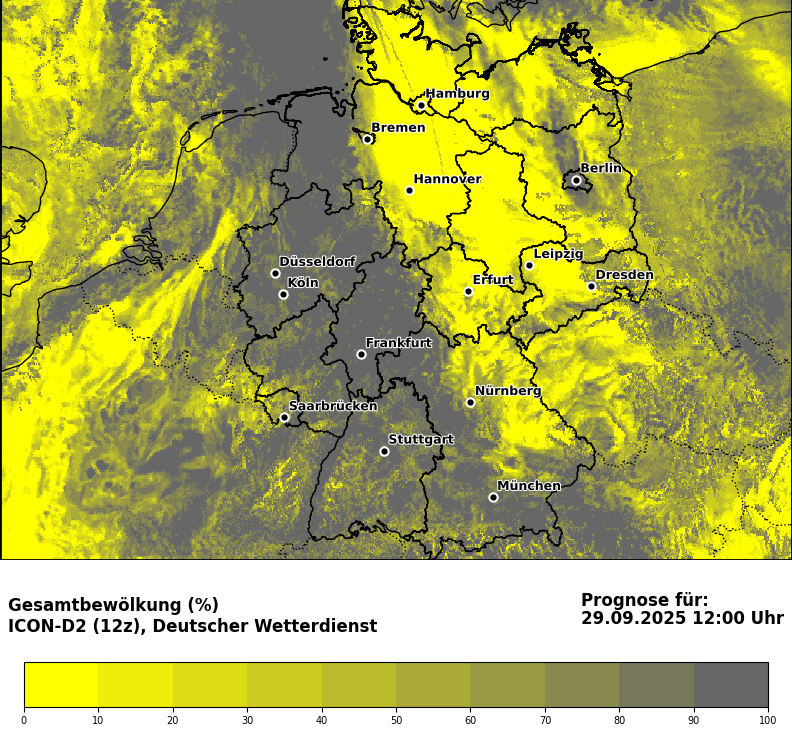 Hamburg
Bremen
Berlin
Hannover
Leipzig
Düsseldorf
Dresden
Köln
Erfurt
Frankfurt
Nürnberg
Saarbrücken
Stuttgart
München
Gesamtbewölkung (%)
ICON-D2 (12z), Deutscher Wetterdienst
Prognose für:
29.09.2025 12:00 Uhr
0 10 20 30 40 50 60 70 80 90 100